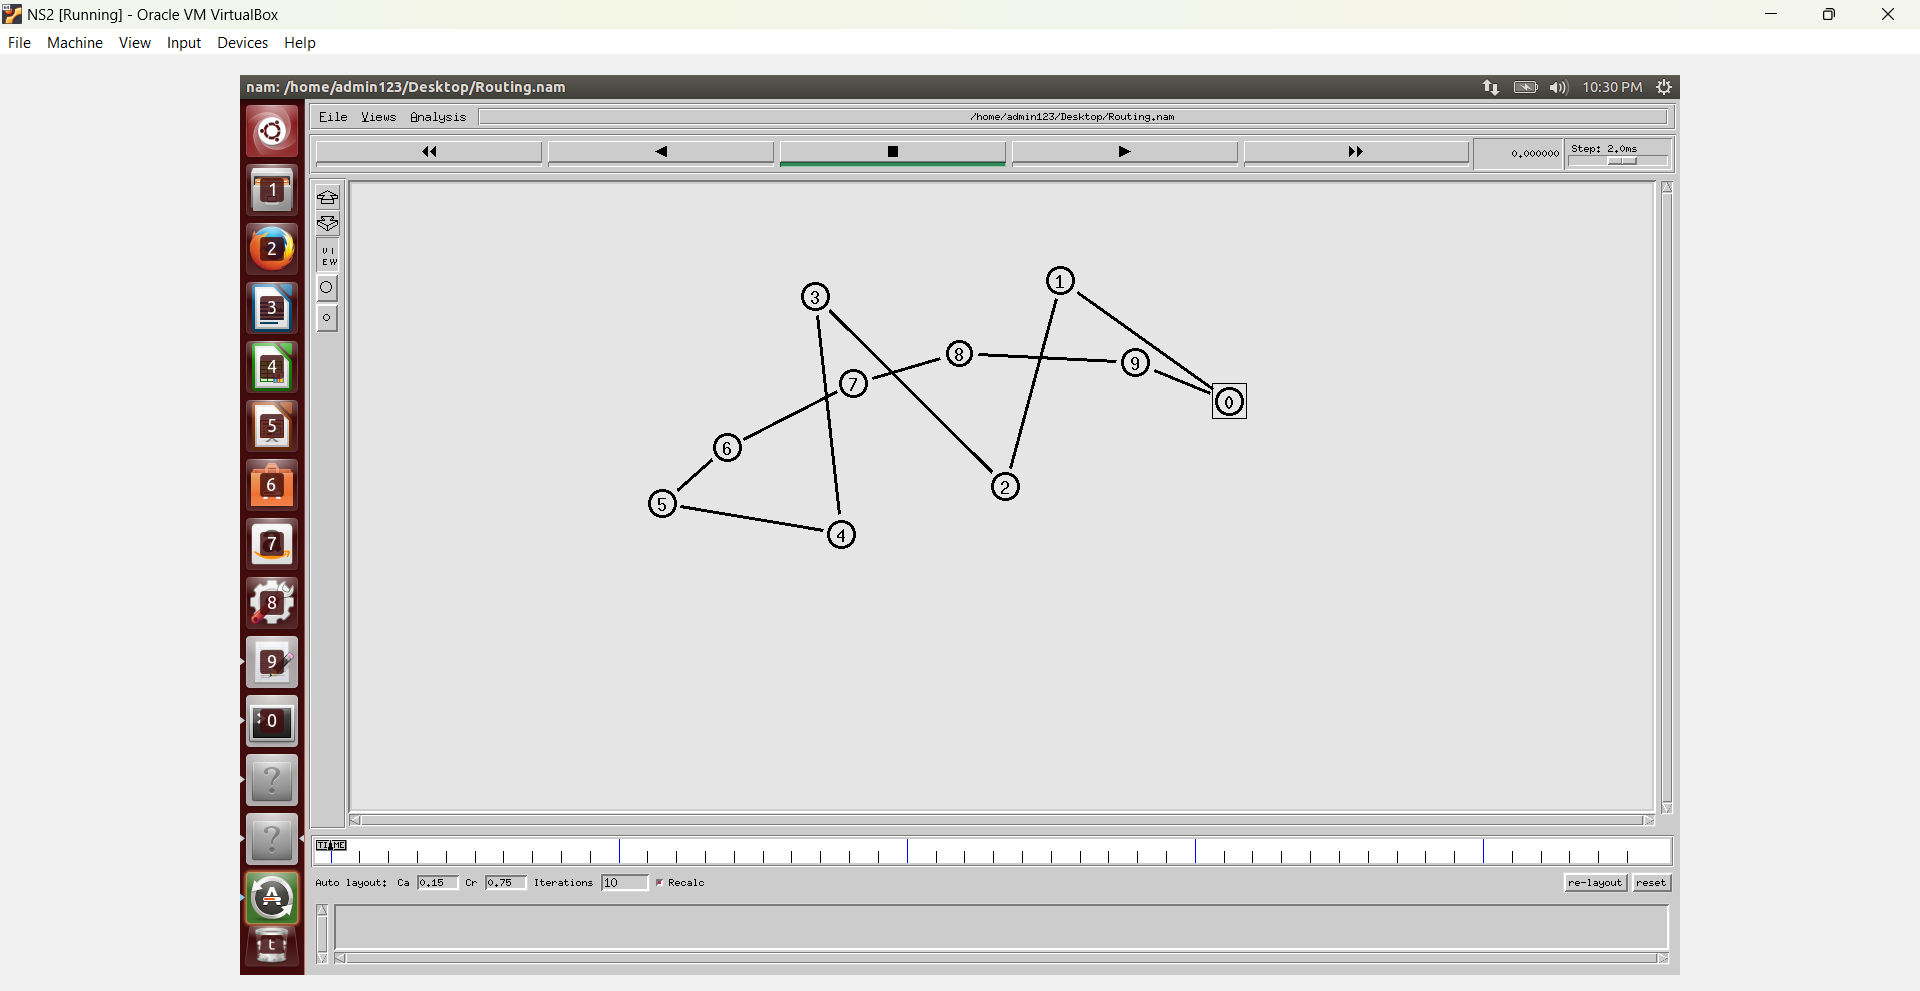 NS2 [Running] - Oracle VM VirtualBox
File Machine View Input Devices Help
nam: /home/admin123/Desktop/Routing.nam
10:30 PM
File Views Analysis
/home/admin123/Desktop/Routing.nam
0.000000
Step: 2.0ms
VI
EW
1
2
3
4
5
6
7
8
9
0
?
?
A
t
3
1
8
9
7
0
6
2
5
4
TIME
Auto layout: Ca 0.15 Cr 0.75 Iterations 10 Recalc
re-layout reset